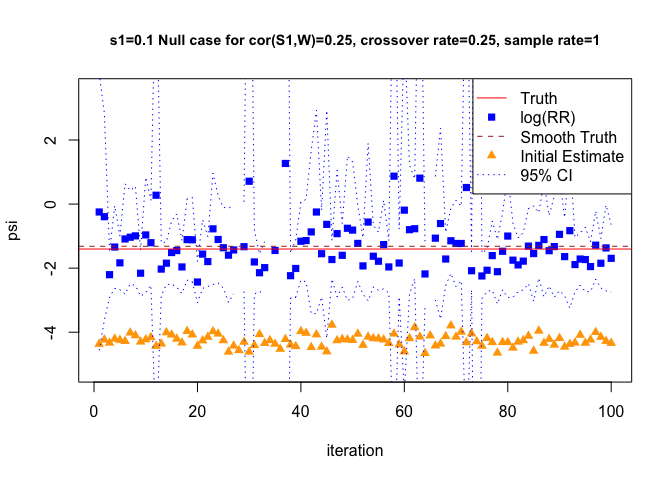 s1=0.1 Null case for cor(S1,W)=0.25, crossover rate=0.25, sample rate=1
Truth
log(RR)
Smooth Truth
Initial Estimate
95% CI
psi
2
0
-2
-4
0
20
40
60
80
100
iteration